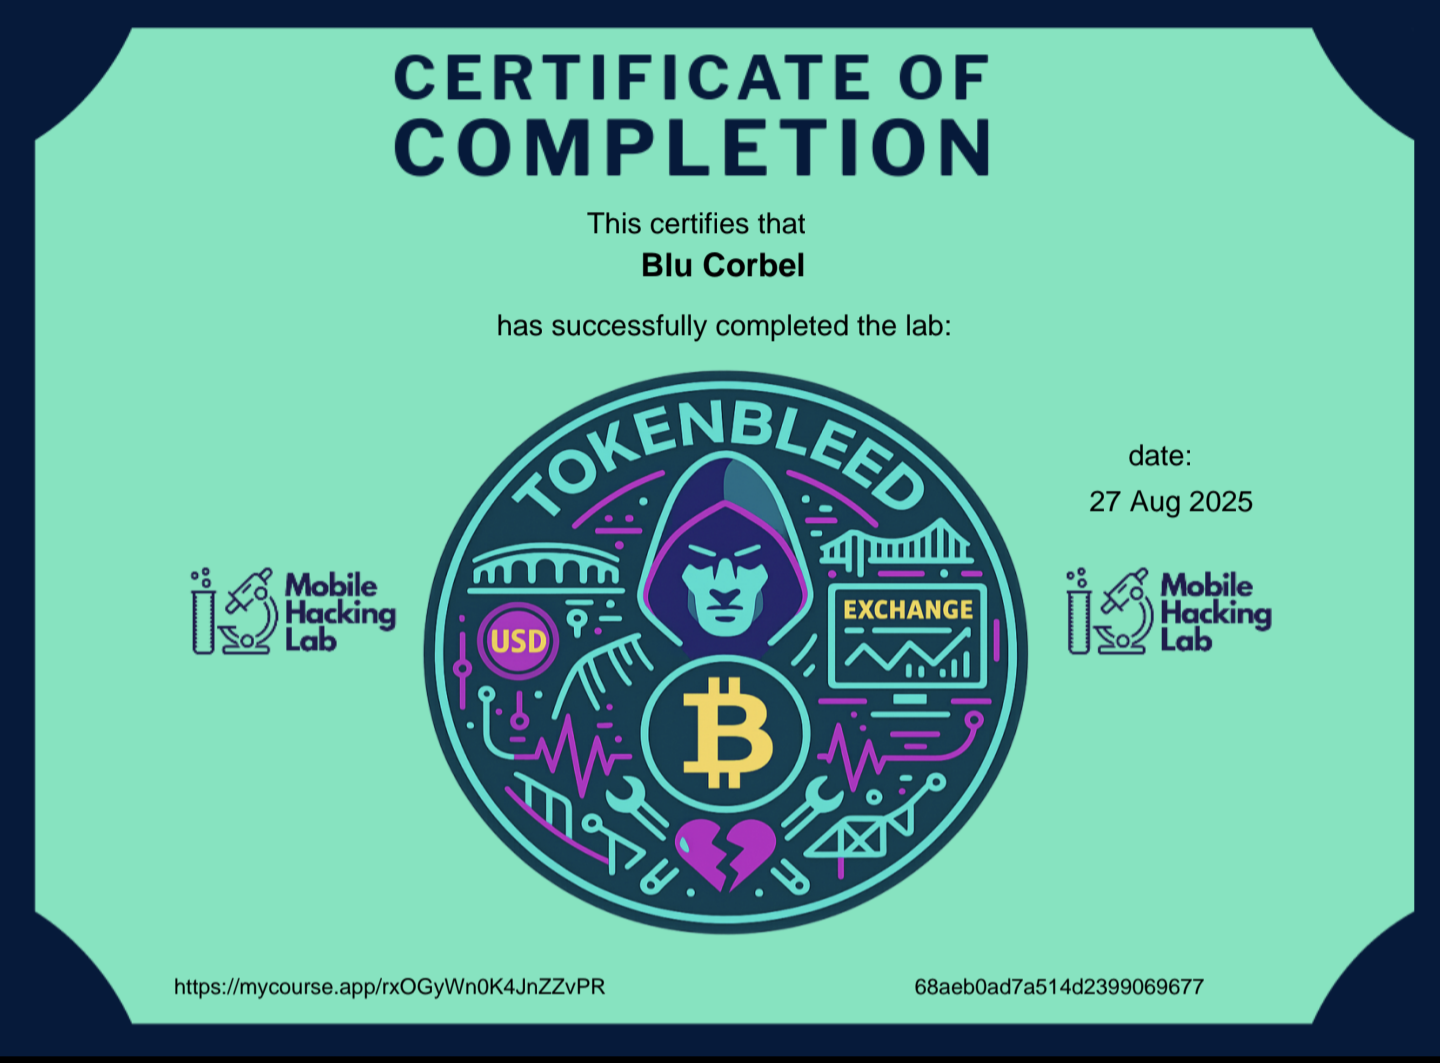 CERTIFICATE OF
COMPLETION
This certifies that
Blu Corbel
has successfully completed the lab:
TOKENBLEED
date:
27 Aug 2025
EXCHANGE
USD
Mobile
Hacking
Lab
Mobile
Hacking
Lab
https://mycourse.app/rxOGyWn0K4JnZZvPR
68aeb0ad7a514d2399069677